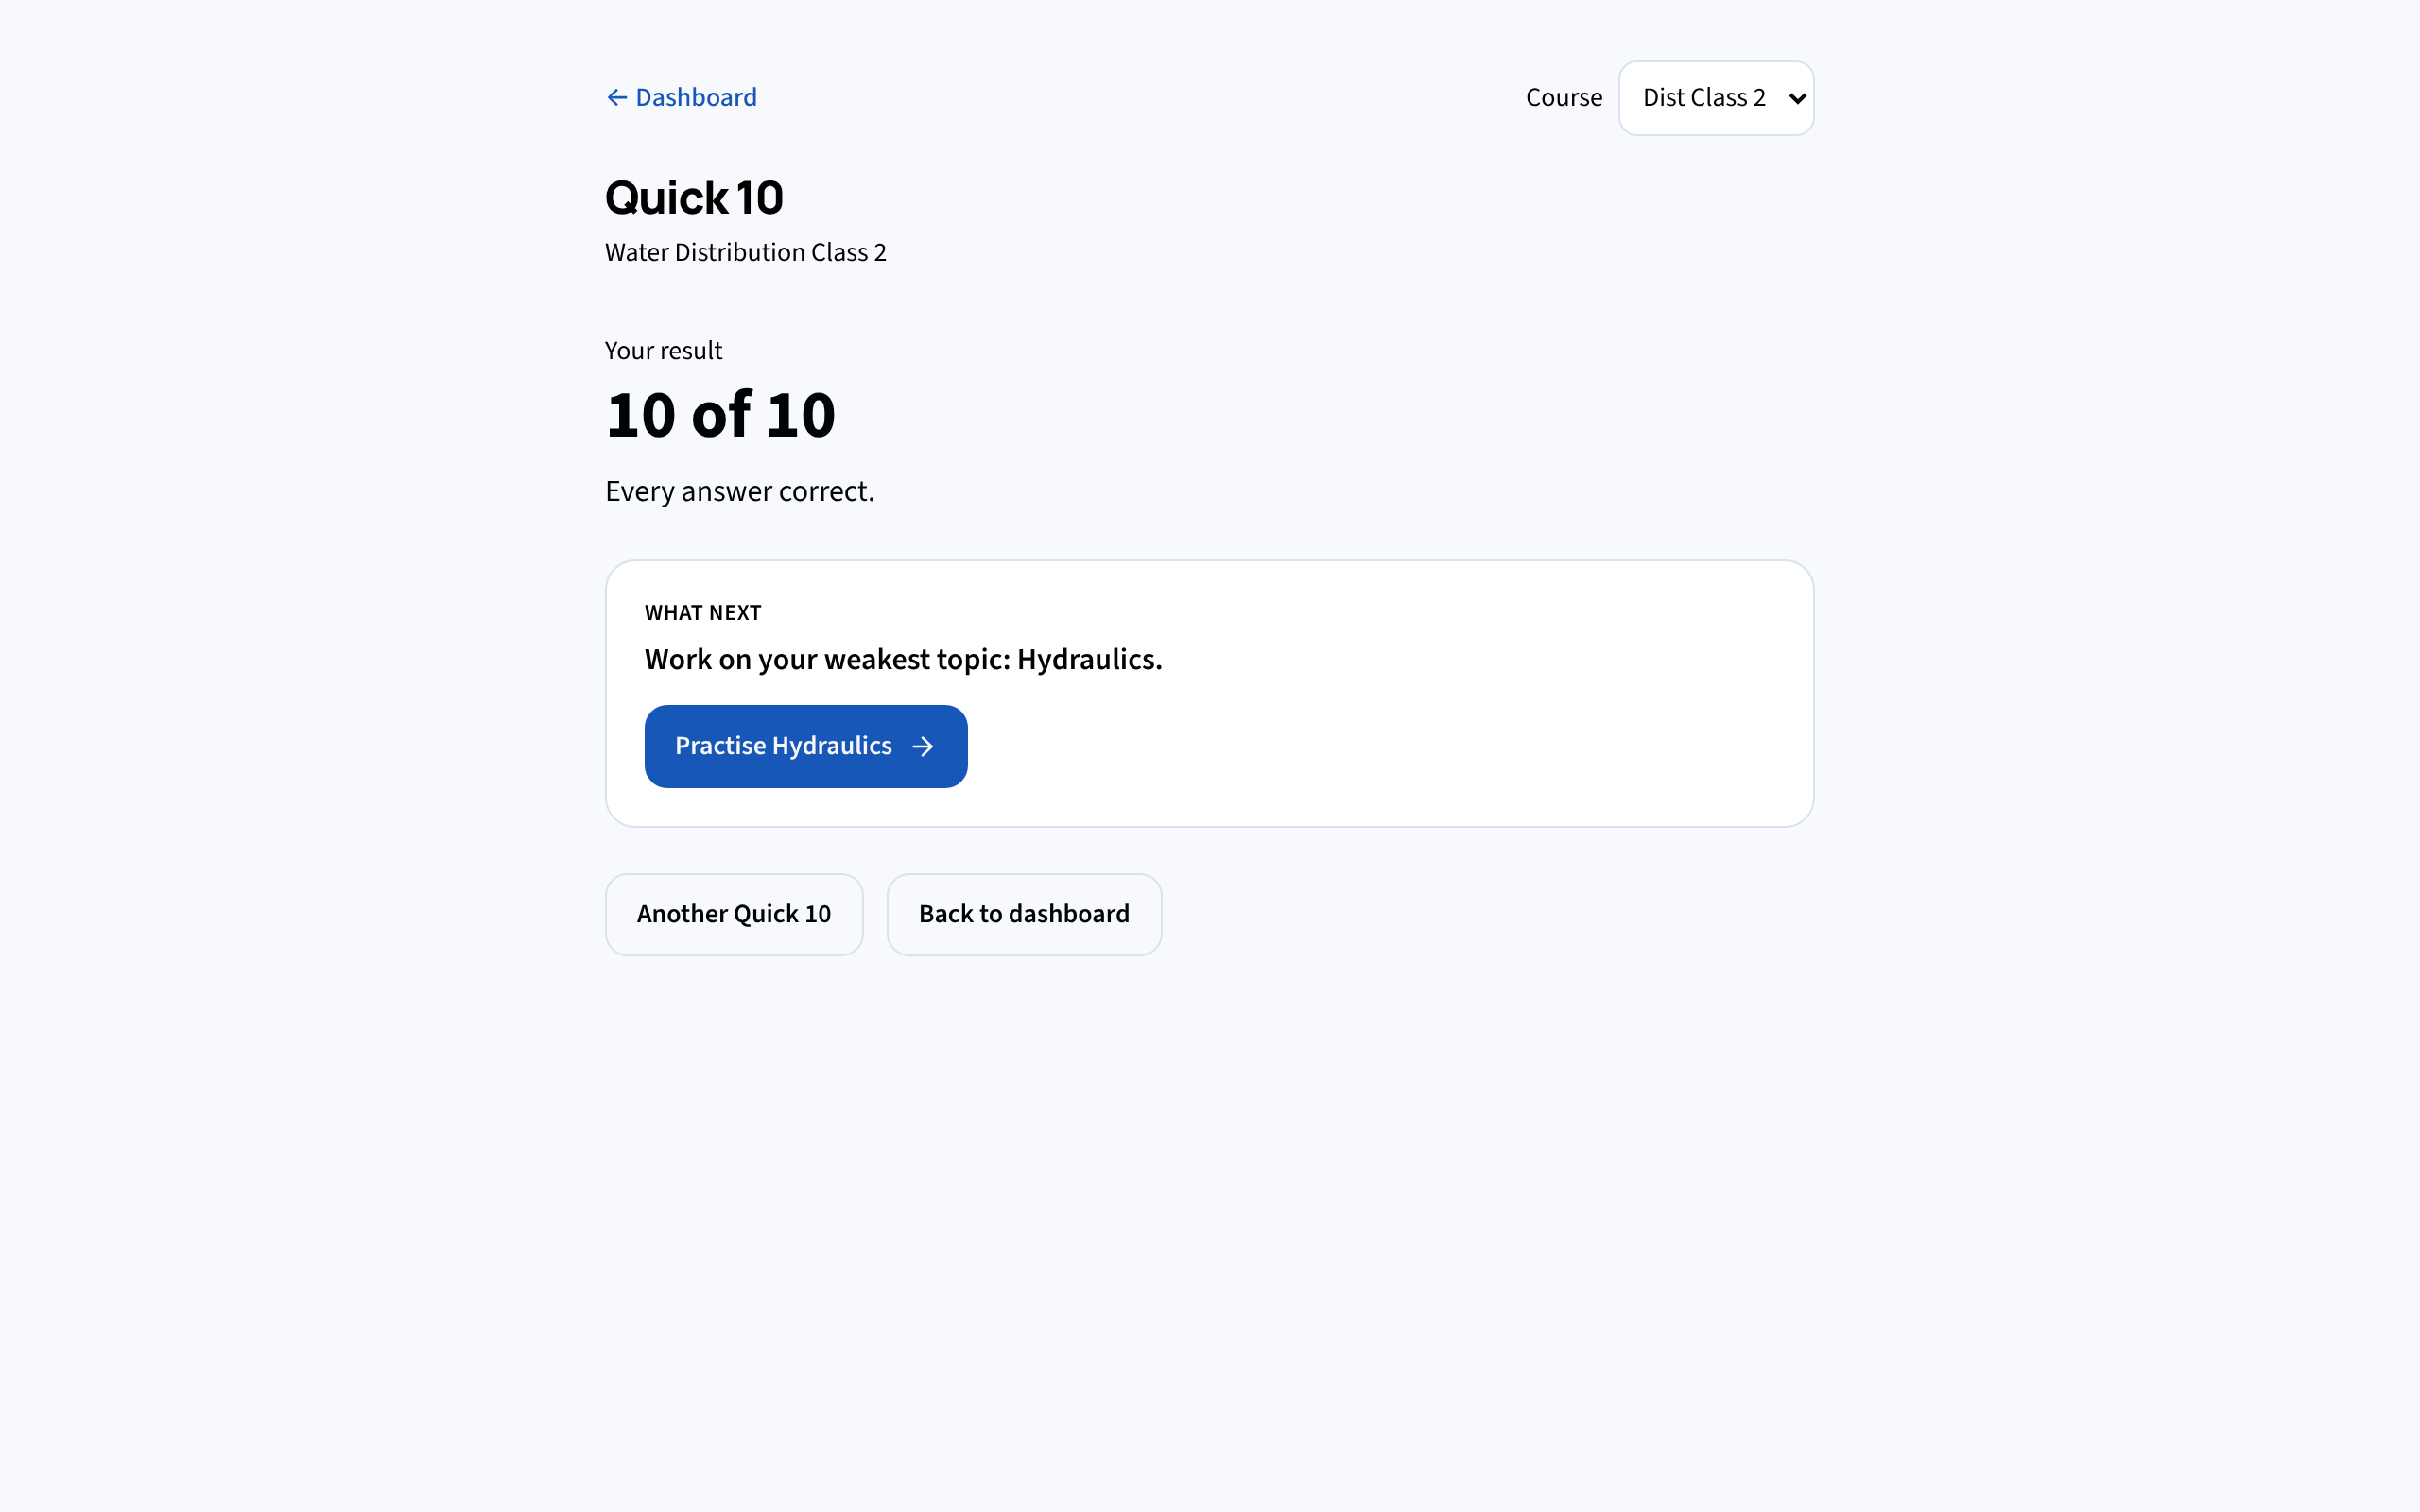 ← Dashboard
Course
Dist Class 2
Quick 10
Water Distribution Class 2
Your result
10 of 10
Every answer correct.
WHAT NEXT
Work on your weakest topic: Hydraulics.
Practise Hydraulics →
Another Quick 10
Back to dashboard